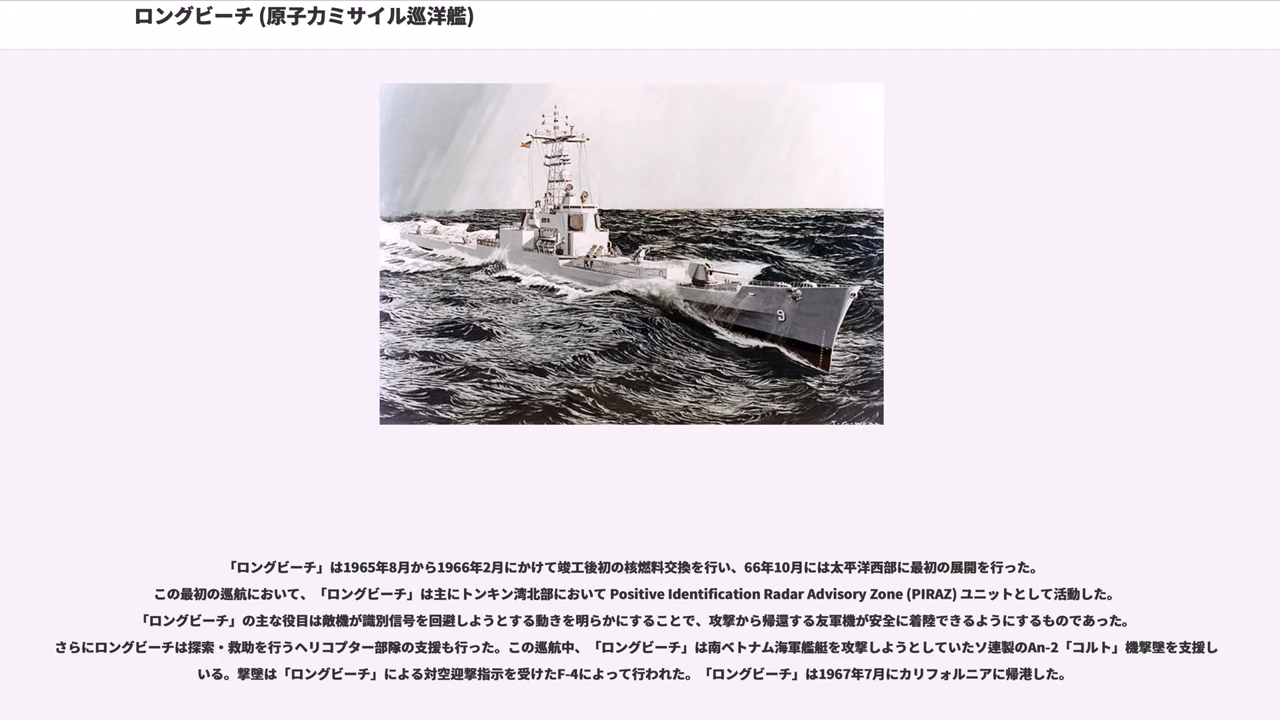 ロングビーチ (原子力ミサイル巡洋艦)
9
「ロングビーチ」は1965年8月から1966年2月にかけて竣工後初の核燃料交換を行い、66年10月には太平洋西部に最初の展開を行った。
この最初の巡航において、「ロングビーチ」は主にトンキン湾北部において Positive Identification Radar Advisory Zone (PIRAZ) ユニットとして活動した。
「ロングビーチ」の主な役目は敵機が識別信号を回避しようとする動きを明らかにすることで、攻撃から帰還する友軍機が安全に着陸できるようにするものであった。
さらにロングビーチは探索・救助を行うヘリコプター部隊の支援も行った。この巡航中、「ロングビーチ」は南ベトナム海軍艦艇を攻撃しようとしていたソ連製のAn-2「コルト」機撃墜を支援し
いる。撃墜は「ロングビーチ」による対空迎撃指示を受けたF-4によって行われた。「ロングビーチ」は1967年7月にカリフォルニアに帰港した。